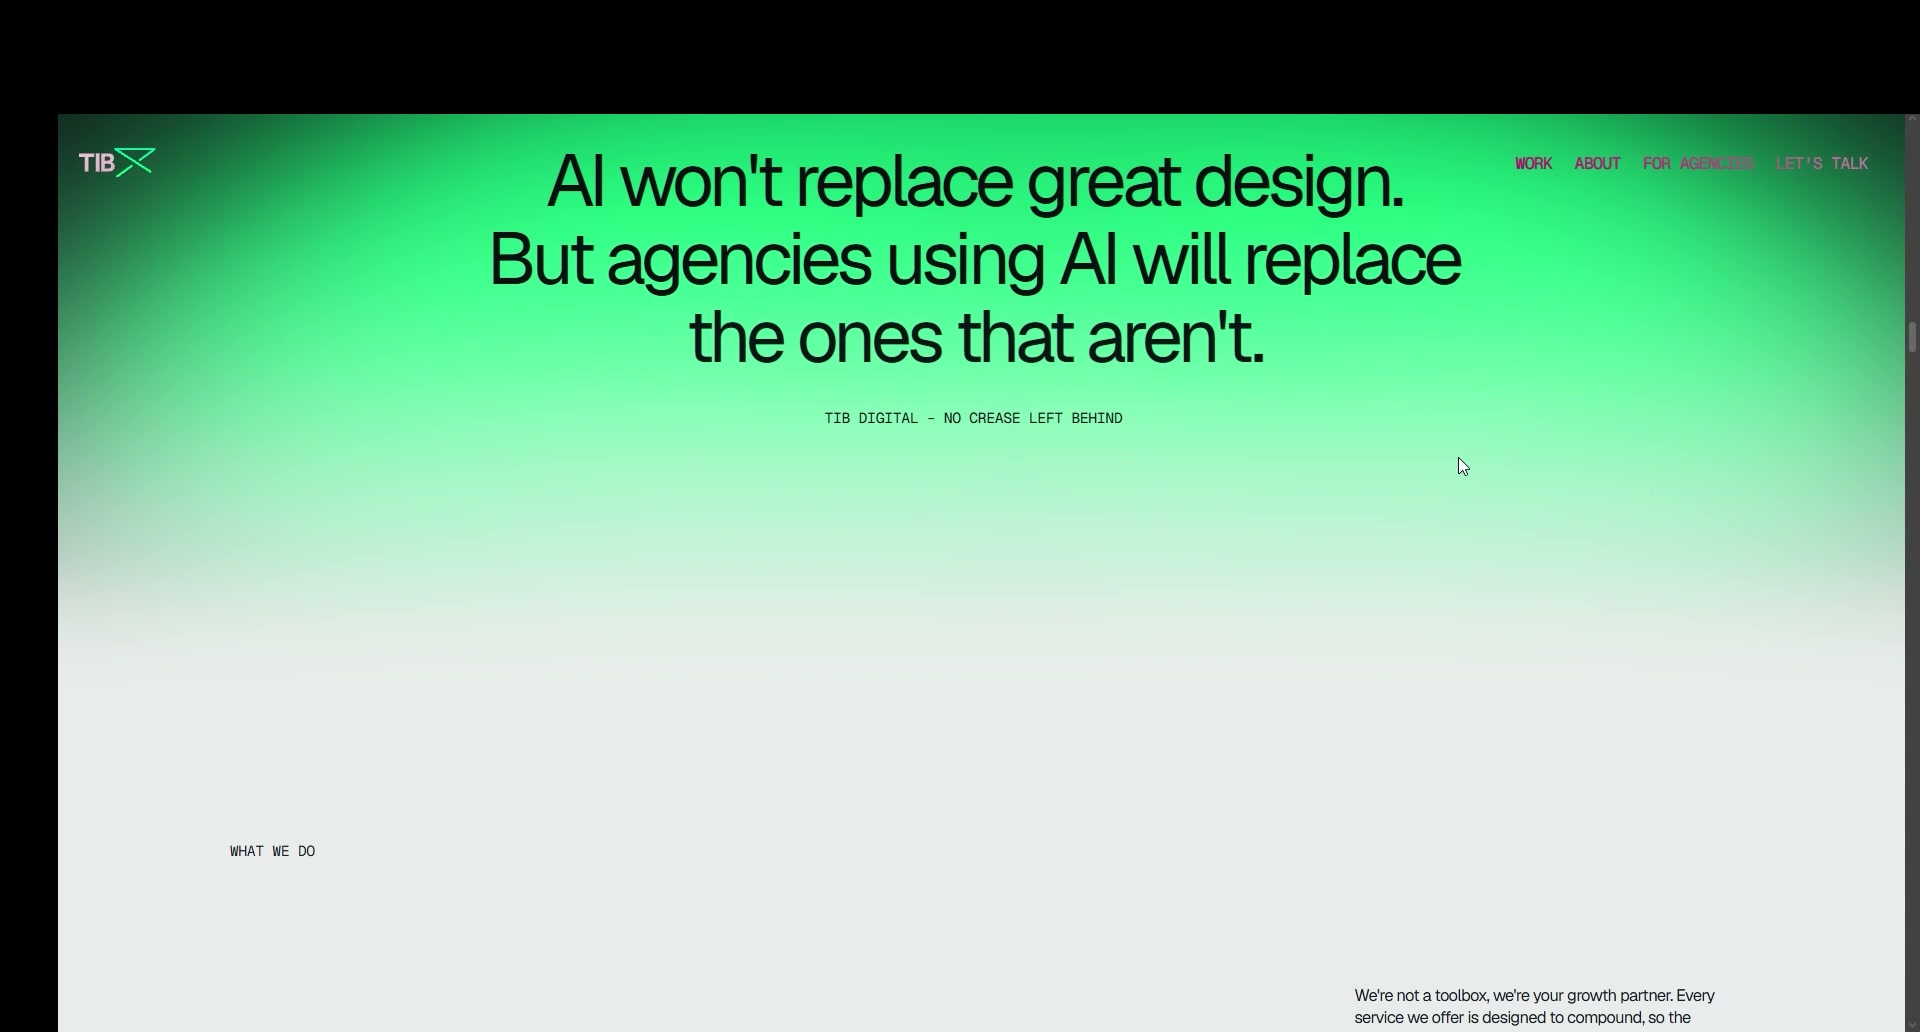 TIB
WORK ABOUT FOR AGENCIES LET'S TALK
AI won't replace great design.
But agencies using AI will replace
the ones that aren't.
TIB DIGITAL – NO CREASE LEFT BEHIND
WHAT WE DO
We're not a toolbox, we're your growth partner. Every
service we offer is designed to compound, so the